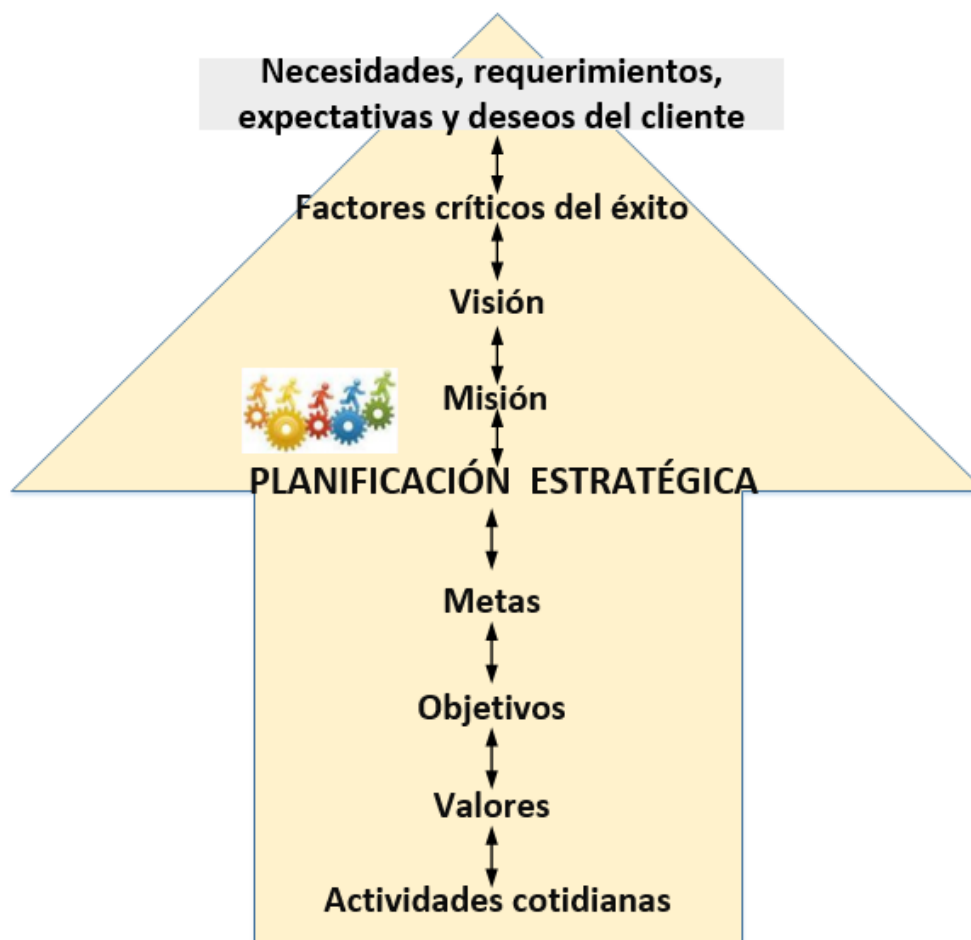 Necesidades, requerimientos,
expectativas y deseos del cliente
Factores críticos del éxito
Visión
Misión
PLANIFICACIÓN ESTRATÉGICA
Metas
Objetivos
Valores
Actividades cotidianas